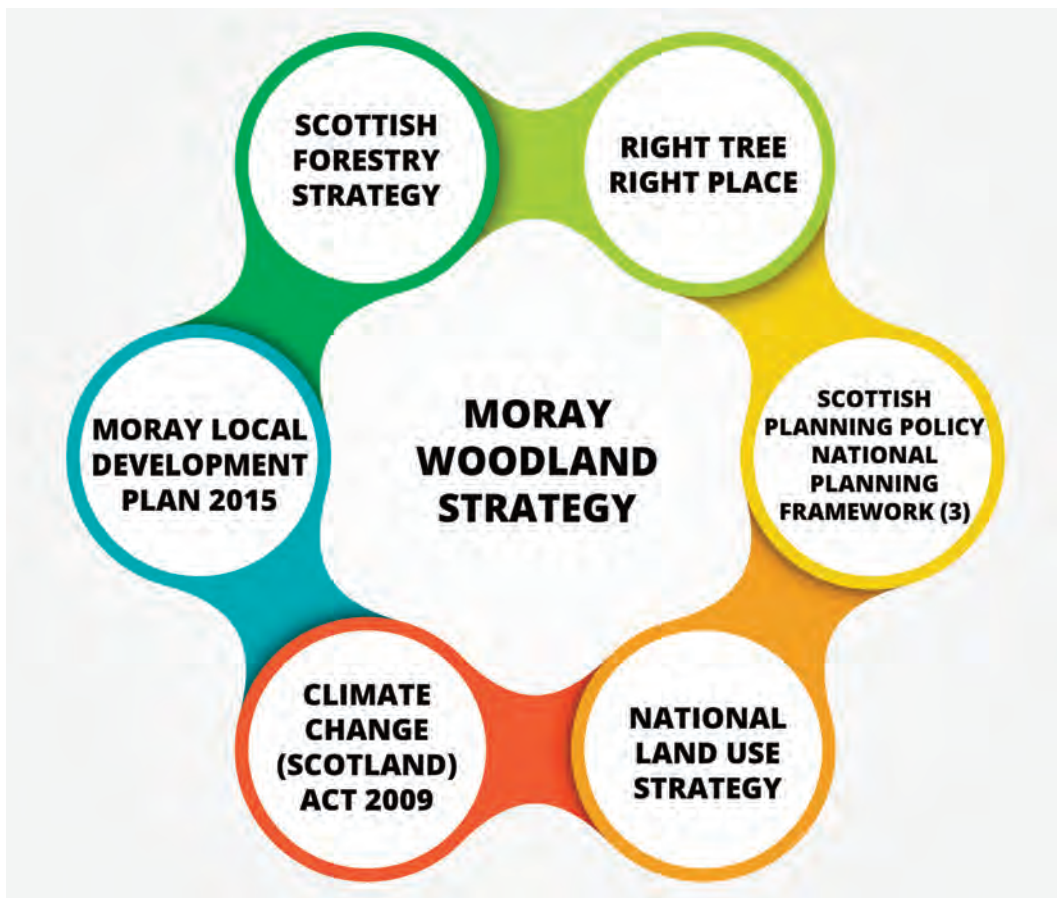 SCOTTISH
FORESTRY
STRATEGY
RIGHT TREE
RIGHT PLACE
SCOTTISH
PLANNING POLICY
NATIONAL
PLANNING
FRAMEWORK (3)
NATIONAL
LAND USE
STRATEGY
CLIMATE
CHANGE
(SCOTLAND)
ACT 2009
MORAY LOCAL
DEVELOPMENT
PLAN 2015
MORAY
WOODLAND
STRATEGY